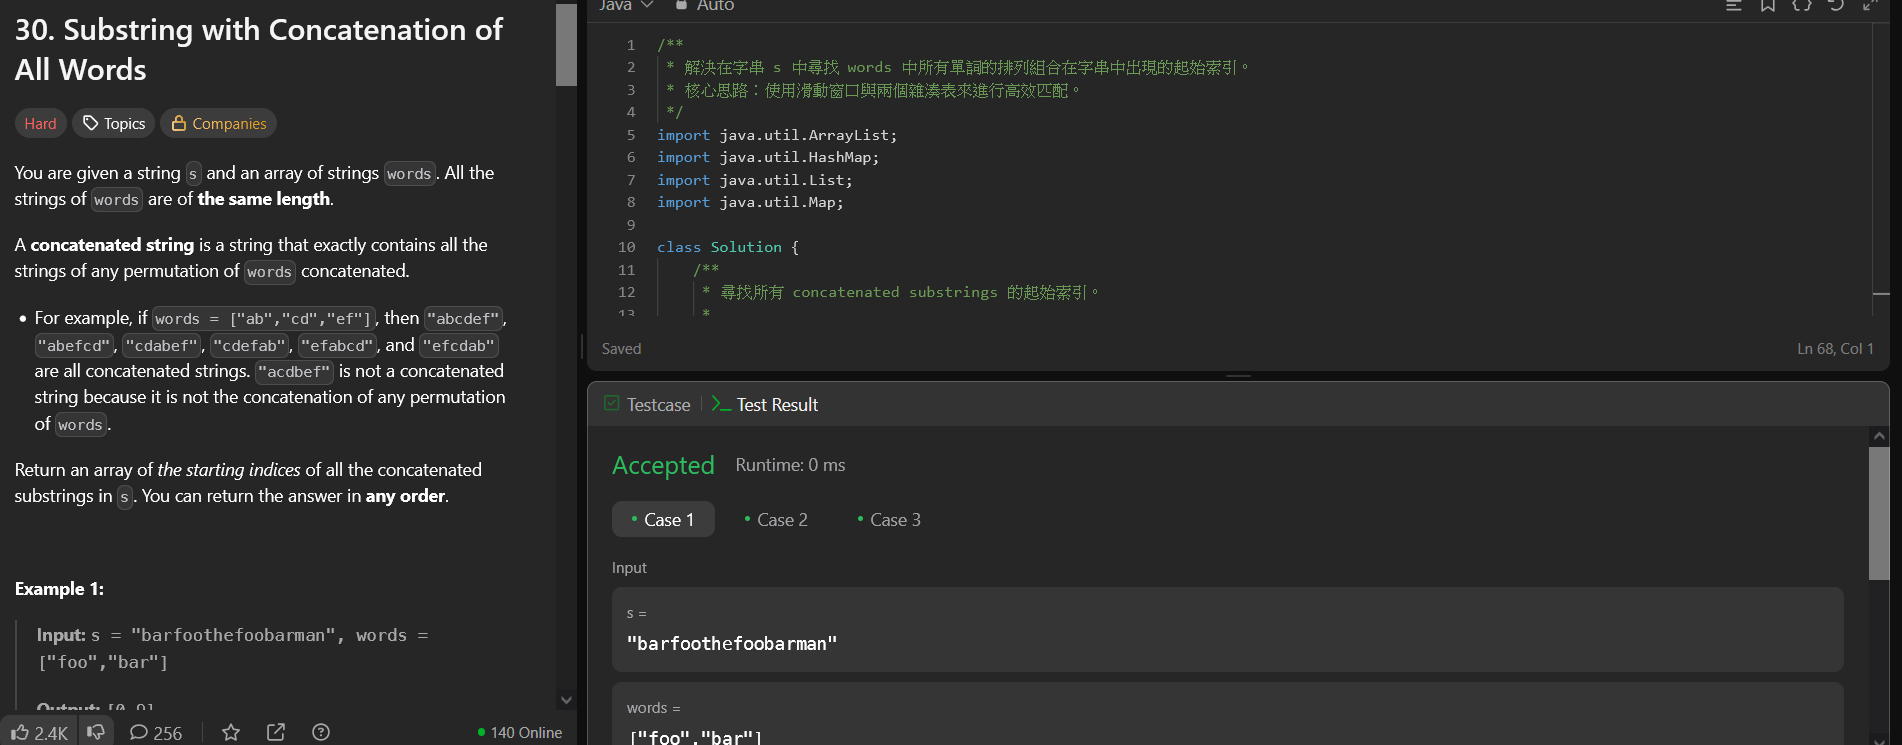 30. Substring with Concatenation of
All Words
Hard Topics Companies
You are given a string s and an array of strings words. All the
strings of words are of the same length.
A concatenated string is a string that exactly contains all the
strings of any permutation of words concatenated.
• For example, if words = ["ab","cd","ef"], then "abcdef",
"abefcd", "cdabef", "cdefab", "efabcd", and "efcdab"
are all concatenated strings. "acdbef" is not a concatenated
string because it is not the concatenation of any permutation
of words.
Return an array of the starting indices of all the concatenated
substrings in s. You can return the answer in any order.
Example 1:
Input: s = "barfoothefoobarman", words =
["foo","bar"]
Output: [0,9]
2.4K 256 140 Online
Java Auto
1 /**
2 * 解決在字串 s 中尋找 words 中所有單詞的排列組合在字串中出現的起始索引。
3 * 核心思路：使用滑動窗口與兩個雜湊表來進行高效匹配。
4 */
5 import java.util.ArrayList;
6 import java.util.HashMap;
7 import java.util.List;
8 import java.util.Map;
9
10 class Solution {
11 /**
12 * 尋找所有 concatenated substrings 的起始索引。
13 *
Saved Ln 68, Col 1
Testcase Test Result
Accepted Runtime: 0 ms
• Case 1 • Case 2 • Case 3
Input
s =
"barfoothefoobarman"
words =
["foo","bar"]